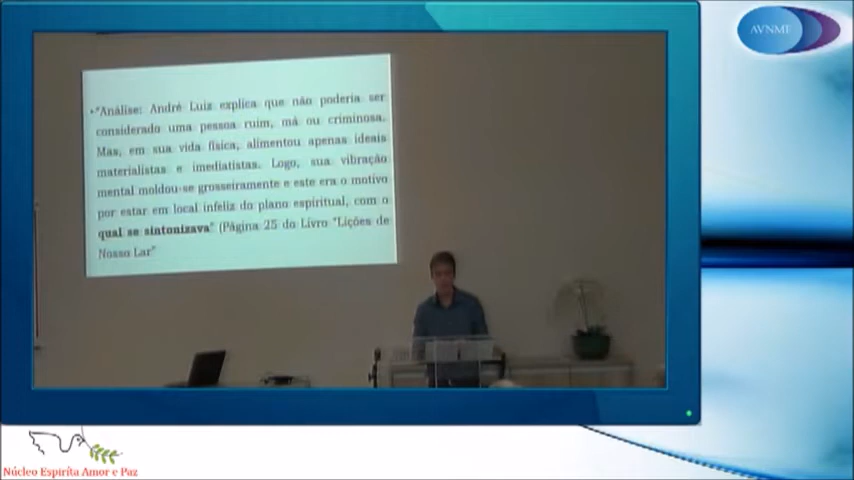 "Análise: André Luiz explica que não poderia ser
considerado uma pessoa ruim, má ou criminosa.
Mas, em sua vida física, alimentou apenas ideais
materialistas e imediatistas. Logo, sua vibração
mental moldou-se grosseiramente e este era o motivo
por estar em local infeliz do plano espiritual, com o
qual se sintonizava" (Página 25 do Livro "Lições de
Nosso Lar"
AVNMF
Núcleo Espírita Amor e Paz